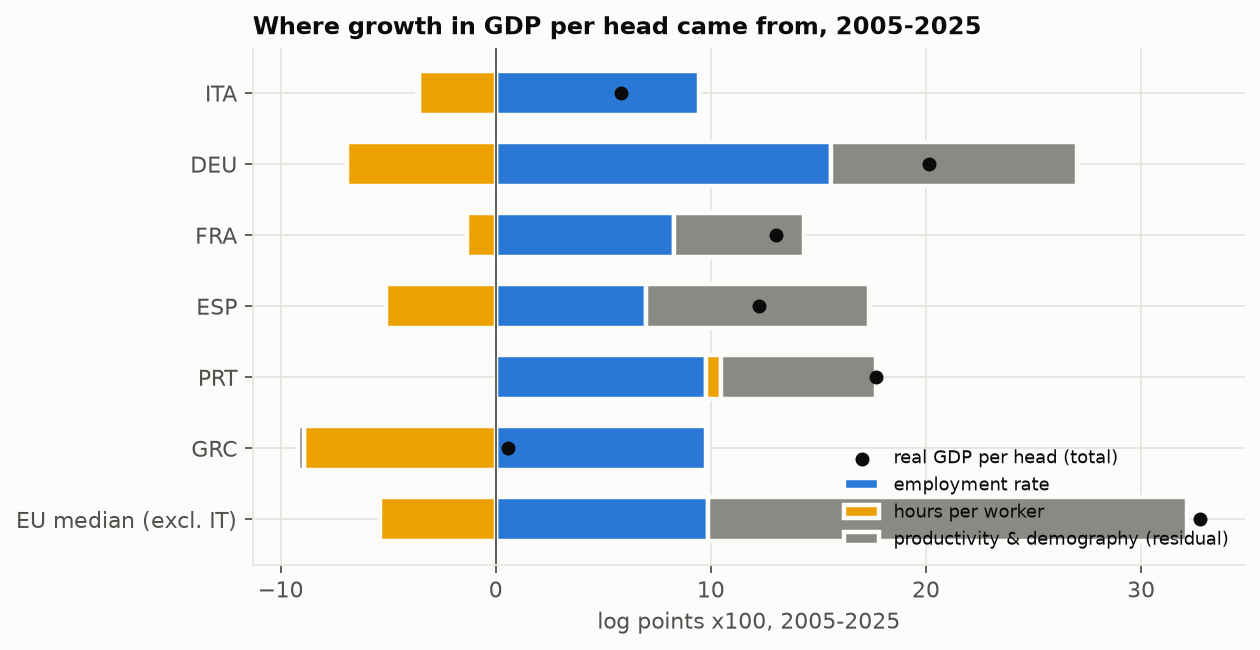 Where growth in GDP per head came from, 2005-2025
ITA
DEU
FRA
ESP
PRT
GRC
EU median (excl. IT)
real GDP per head (total)
employment rate
hours per worker
productivity & demography (residual)
−10 0 10 20 30
log points x100, 2005-2025